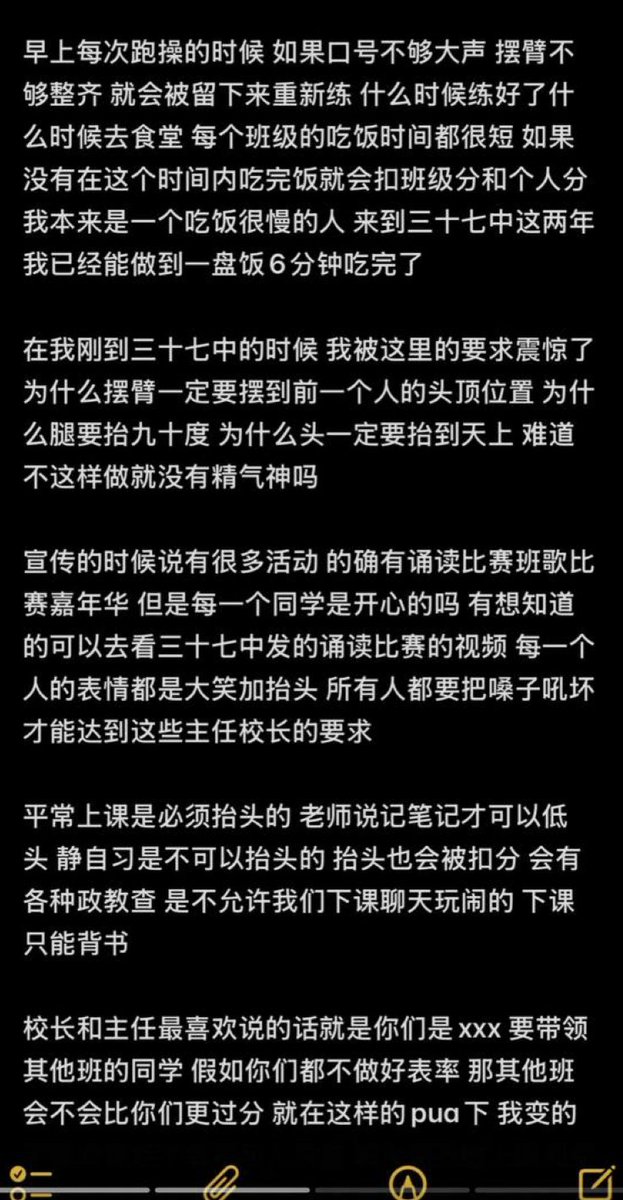 早上每次跑操的时候 如果口号不够大声 摆臂不
够整齐 就会被留下来重新练 什么时候练好了什
么时候去食堂 每个班级的吃饭时间都很短 如果
没有在这个时间内吃完饭就会扣班级分和个人分
我本来是一个吃饭很慢的人 来到三十七中这两年
我已经能做到一盘饭6分钟吃完了
在我刚到三十七中的时候 我被这里的要求震惊了
为什么摆臂一定要摆到前一个人的头顶位置 为什
么腿要抬九十度 为什么头一定要抬到天上 难道
不这样做就没有精气神吗
宣传的时候说有很多活动 的确有诵读比赛班歌比
赛嘉年华 但是每一个同学是开心的吗 有想知道
的可以去看三十七中发的诵读比赛的视频 每一个
人的表情都是大笑加抬头 所有人都要把嗓子吼坏
才能达到这些主任校长的要求
平常上课是必须抬头的 老师说记笔记才可以低
头 静自习是不可以抬头的 抬头也会被扣分 会有
各种政教查 是不允许我们下课聊天玩闹的 下课
只能背书
校长和主任最喜欢说的话就是你们是xxx 要带领
其他班的同学 假如你们都不做好表率 那其他班
会不会比你们更过分 就在这样的pua下 我变的